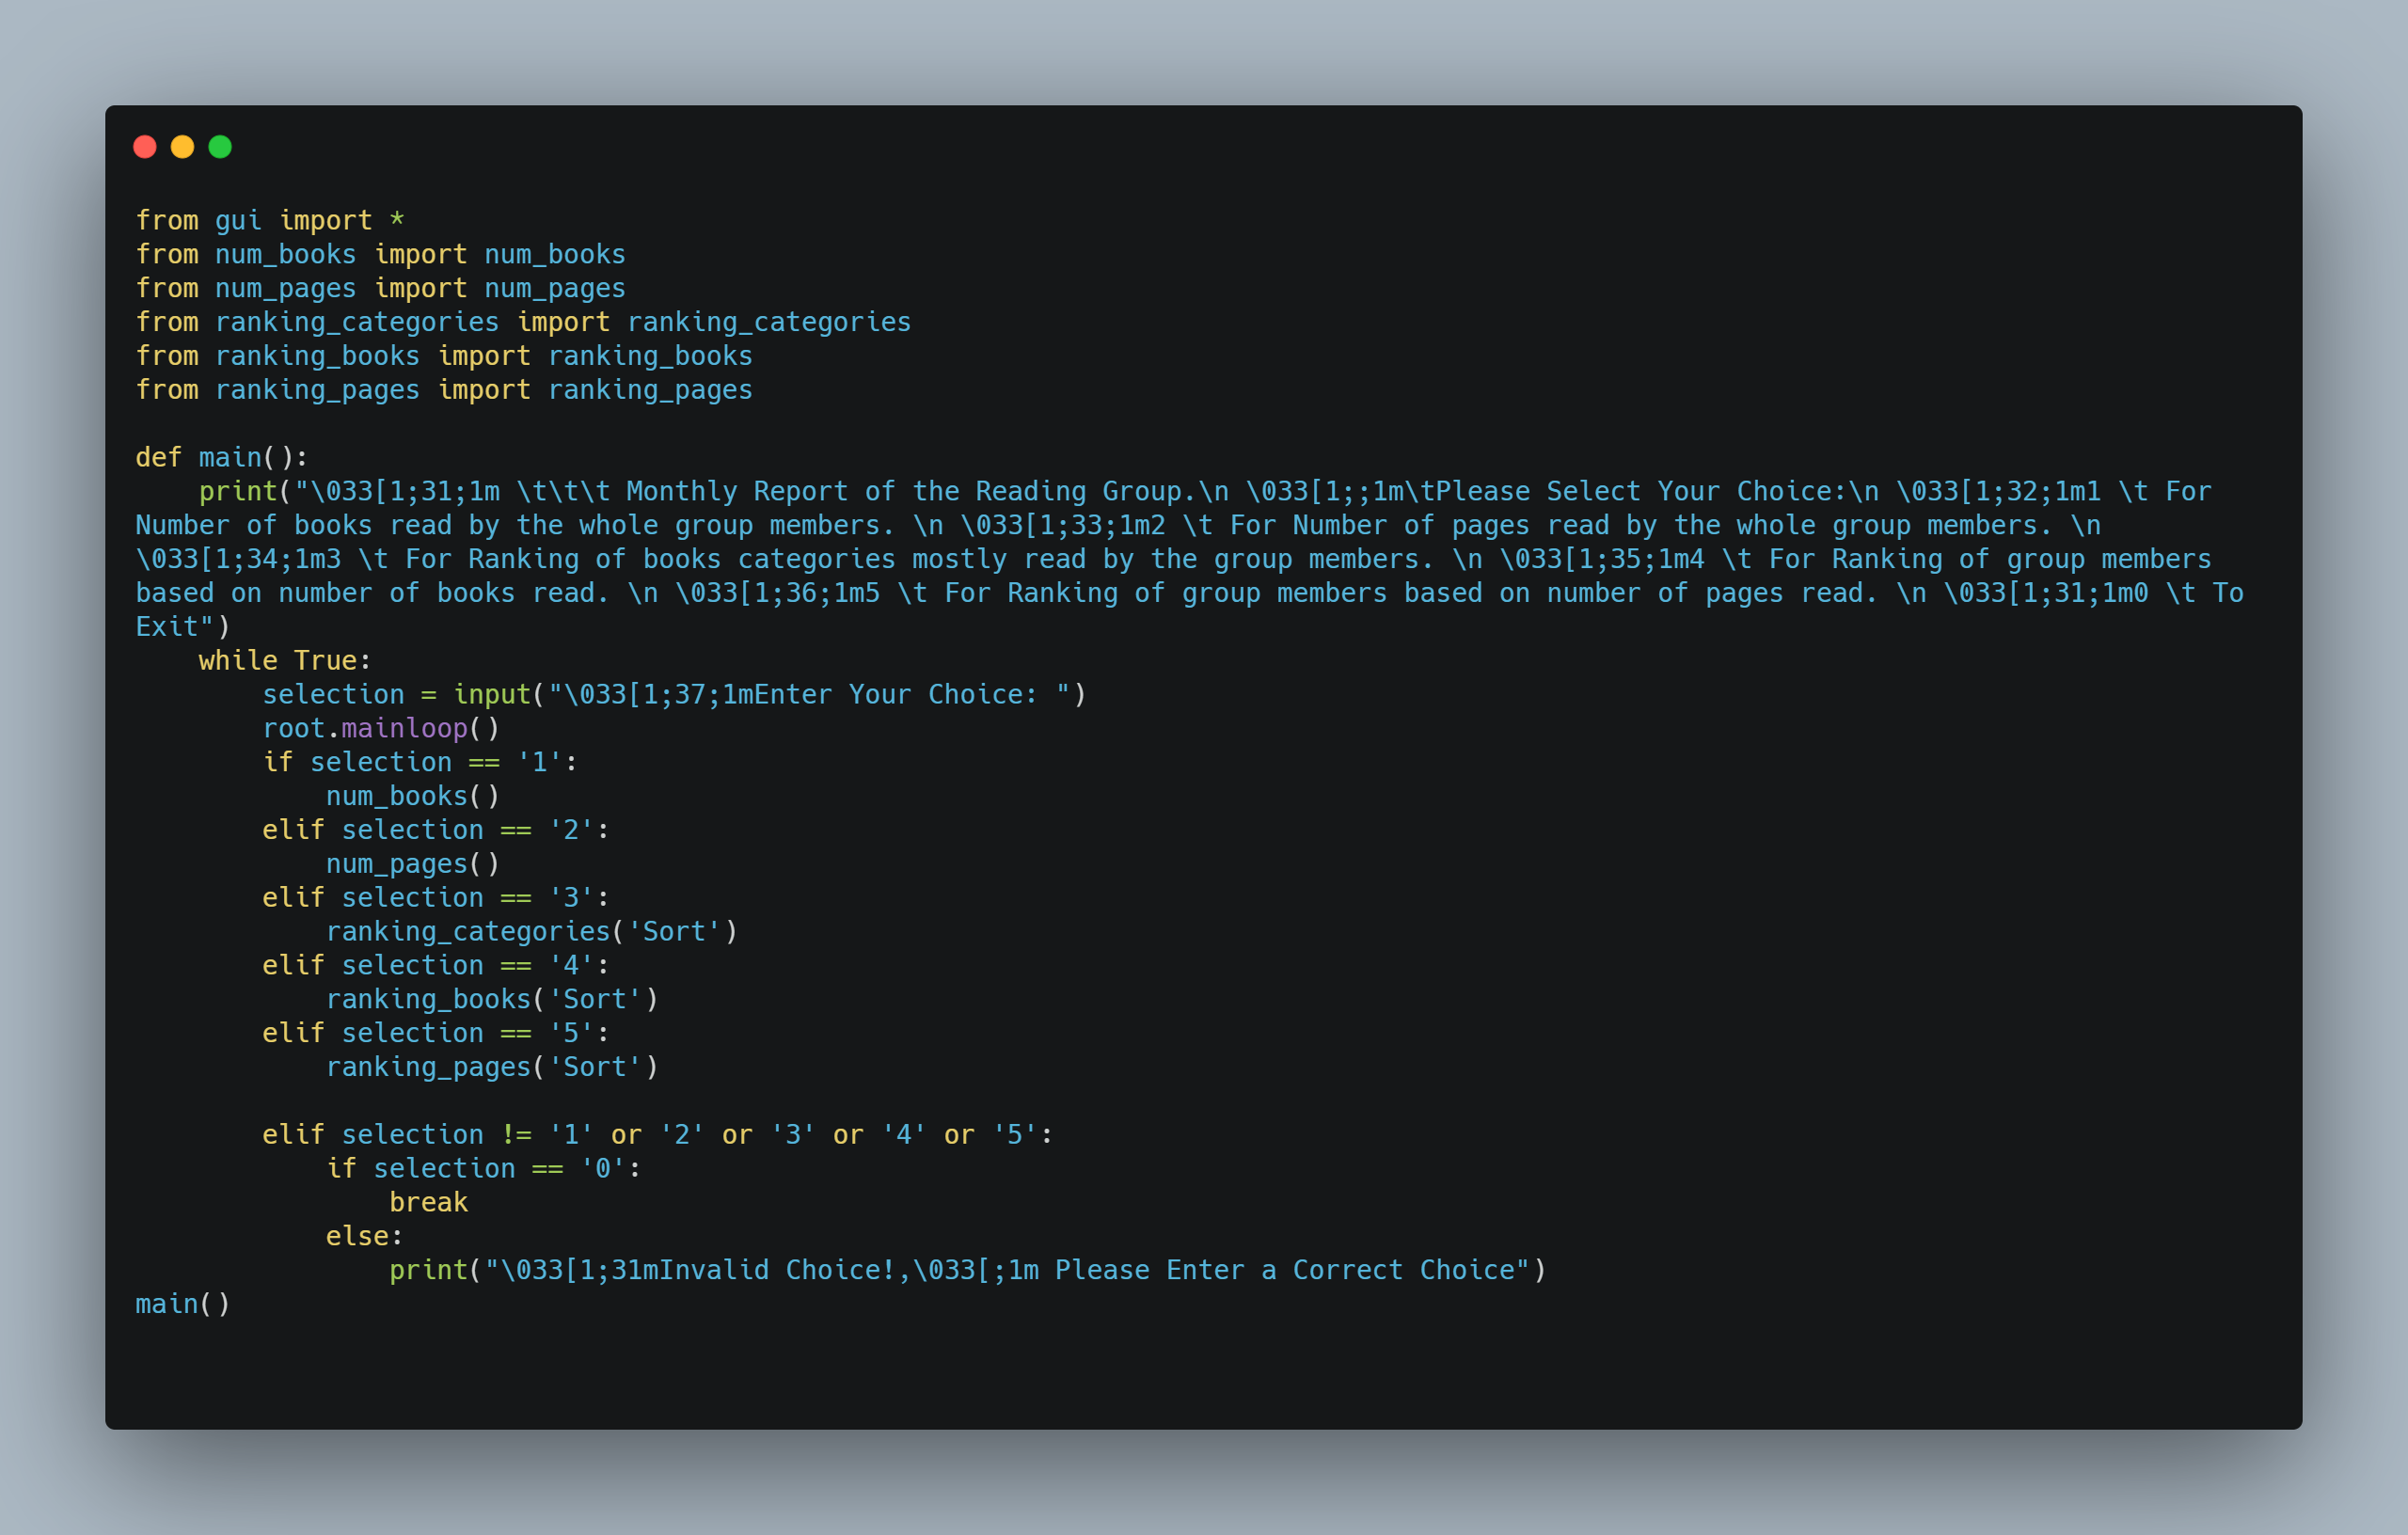 from gui import *
from num_books import num_books
from num_pages import num_pages
from ranking_categories import ranking_categories
from ranking_books import ranking_books
from ranking_pages import ranking_pages

def main():
    print("\033[1;31;1m \t\t\t Monthly Report of the Reading Group.\n \033[1;;1m\tPlease Select Your Choice:\n \033[1;32;1m1 \t For
Number of books read by the whole group members. \n \033[1;33;1m2 \t For Number of pages read by the whole group members. \n
\033[1;34;1m3 \t For Ranking of books categories mostly read by the group members. \n \033[1;35;1m4 \t For Ranking of group members
based on number of books read. \n \033[1;36;1m5 \t For Ranking of group members based on number of pages read. \n \033[1;31;1m0 \t To
Exit")
    while True:
        selection = input("\033[1;37;1mEnter Your Choice: ")
        root.mainloop()
        if selection == '1':
            num_books()
        elif selection == '2':
            num_pages()
        elif selection == '3':
            ranking_categories('Sort')
        elif selection == '4':
            ranking_books('Sort')
        elif selection == '5':
            ranking_pages('Sort')

        elif selection != '1' or '2' or '3' or '4' or '5':
            if selection == '0':
                break
            else:
                print("\033[1;31mInvalid Choice!,\033[;1m Please Enter a Correct Choice")
main()